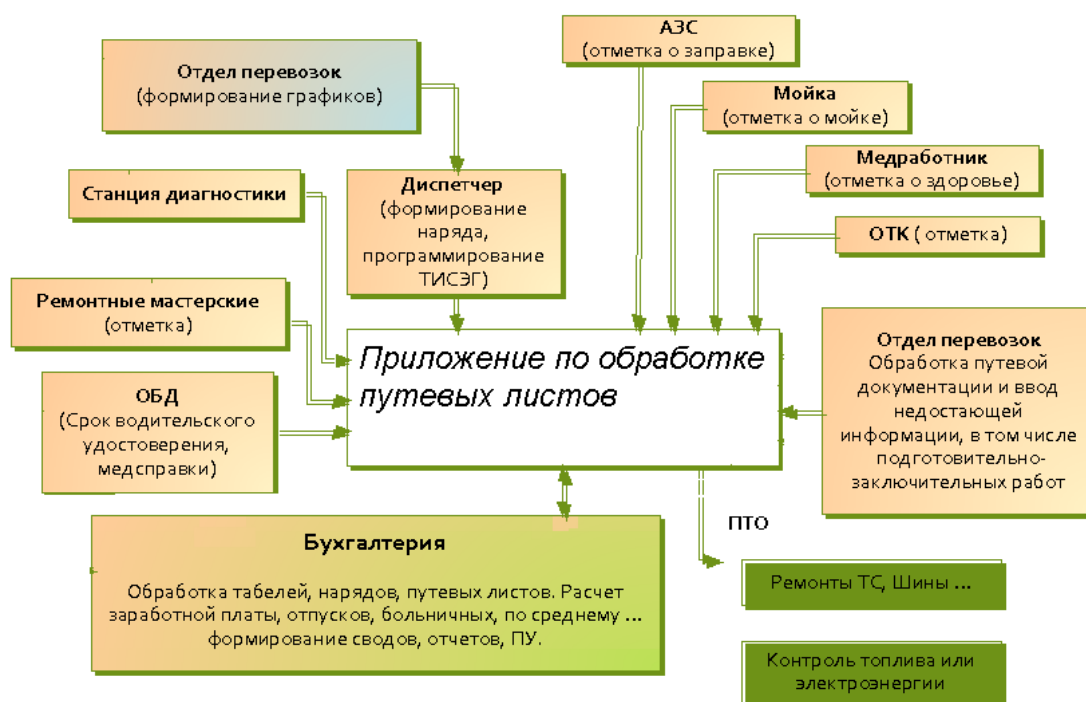 АЗС
(отметка о заправке)
Отдел перевозок
(формирование графиков)
Мойка
(отметка о мойке)
Медработник
(отметка о здоровье)
Станция диагностики
Диспетчер
(формирование
наряда,
программирование
ТИСЭГ)
ОТК ( отметка)
Ремонтные мастерские
(отметка)
Приложение по обработке
путевых листов
Отдел перевозок
Обработка путевой
документации и ввод
недостающей
информации, в том числе
подготовительно-
заключительных работ
ОБД
(Срок водительского
удостоверения,
медсправки)
ПТО
Бухгалтерия
Обработка табелей, нарядов, путевых листов. Расчет
заработной платы, отпусков, больничных, по среднему ...
формирование сводов, отчетов, ПУ.
Ремонты ТС, Шины ...
Контроль топлива или
электроэнергии